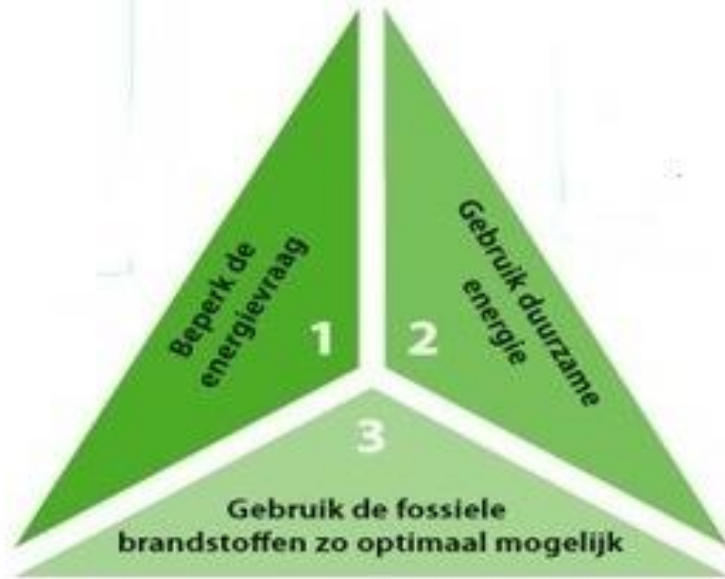 Beperk de
energievraag
1
2
Gebruik duurzame
energie
3
Gebruik de fossiele
brandstoffen zo optimaal mogelijk